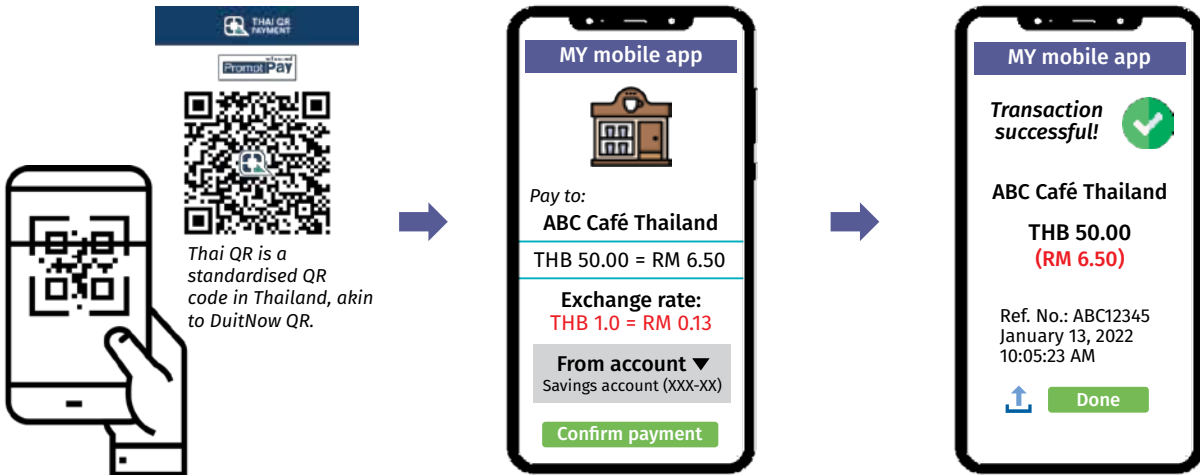 THAI QR
PAYMENT
PromptPay
Thai QR is a
standardised QR
code in Thailand, akin
to DuitNow QR.
MY mobile app
Pay to:
ABC Café Thailand
THB 50.00 = RM 6.50
Exchange rate:
THB 1.0 = RM 0.13
From account ▼
Savings account (XXX-XX)
Confirm payment
MY mobile app
Transaction
successful!
ABC Café Thailand
THB 50.00
(RM 6.50)
Ref. No.: ABC12345
January 13, 2022
10:05:23 AM
Done